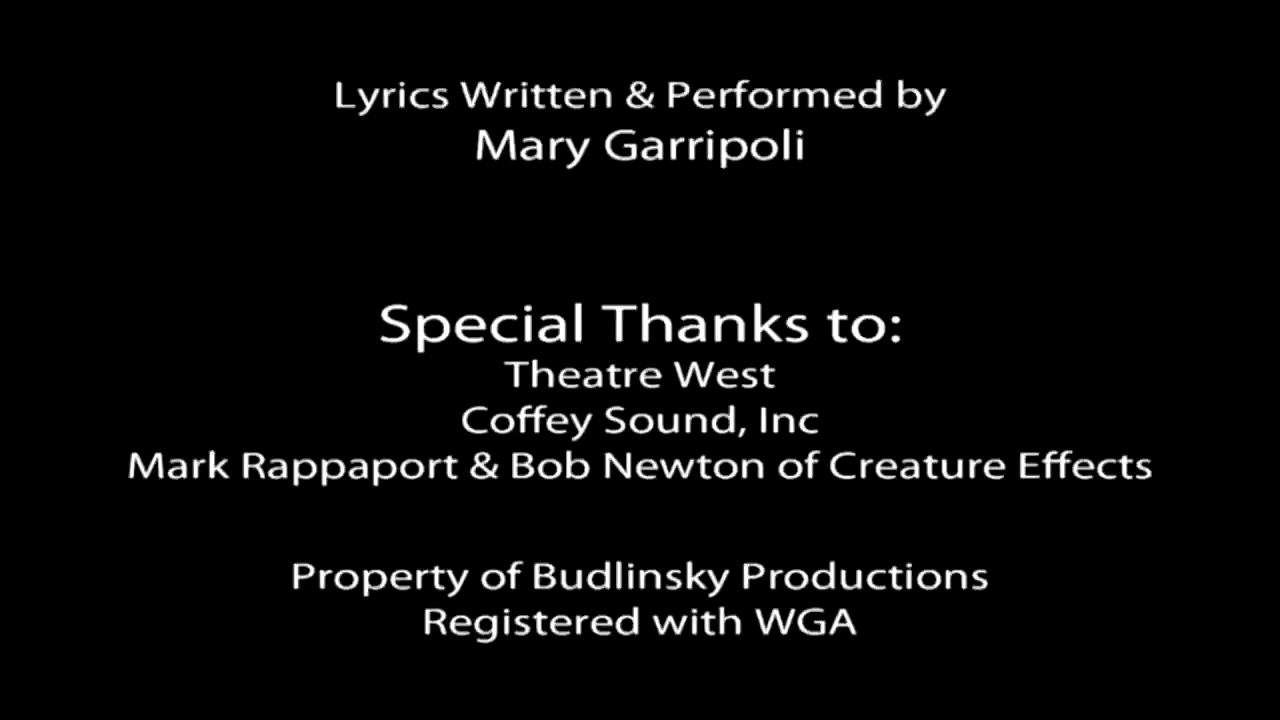 Lyrics Written & Performed by
Mary Garripoli
Special Thanks to:
Theatre West
Coffey Sound, Inc
Mark Rappaport & Bob Newton of Creature Effects
Property of Budlinsky Productions
Registered with WGA